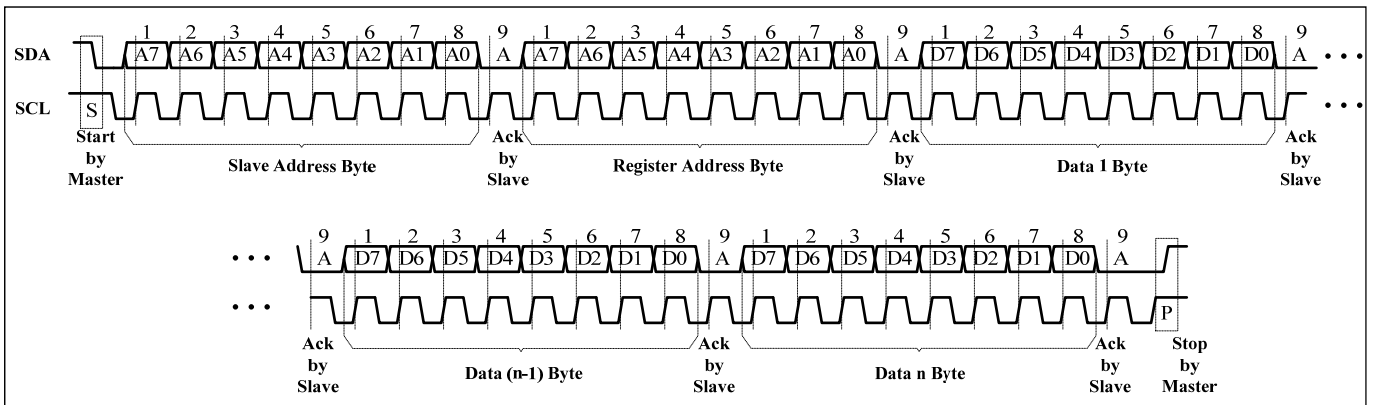 1 2 3 4 5 6 7 8 9 1 2 3 4 5 6 7 8 9 1 2 3 4 5 6 7 8 9
SDA A7 A6 A5 A4 A3 A2 A1 A0 A A7 A6 A5 A4 A3 A2 A1 A0 A D7 D6 D5 D4 D3 D2 D1 D0 A • • •
SCL S • • •
Start by Master
Slave Address Byte
Ack by Slave
Register Address Byte
Ack by Slave
Data 1 Byte
Ack by Slave
9 1 2 3 4 5 6 7 8 9 1 2 3 4 5 6 7 8 9
• • • A D7 D6 D5 D4 D3 D2 D1 D0 A D7 D6 D5 D4 D3 D2 D1 D0 A
• • • P
Ack by Slave
Data (n-1) Byte
Ack by Slave
Data n Byte
Ack by Slave
Stop by Master